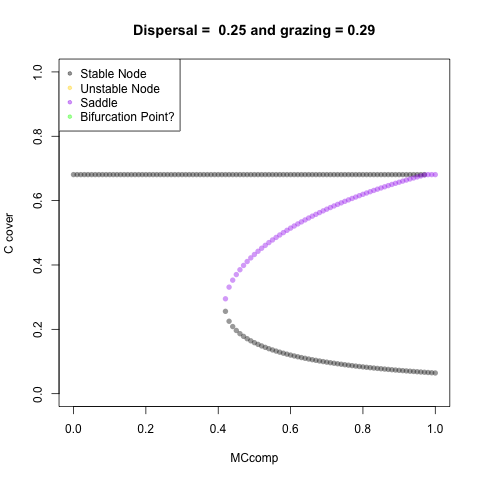 Dispersal =  0.25 and grazing = 0.29
Stable Node
Unstable Node
Saddle
Bifurcation Point?
1.0
0.8
0.6
0.4
0.2
0.0
C cover
0.0 0.2 0.4 0.6 0.8 1.0
MCcomp